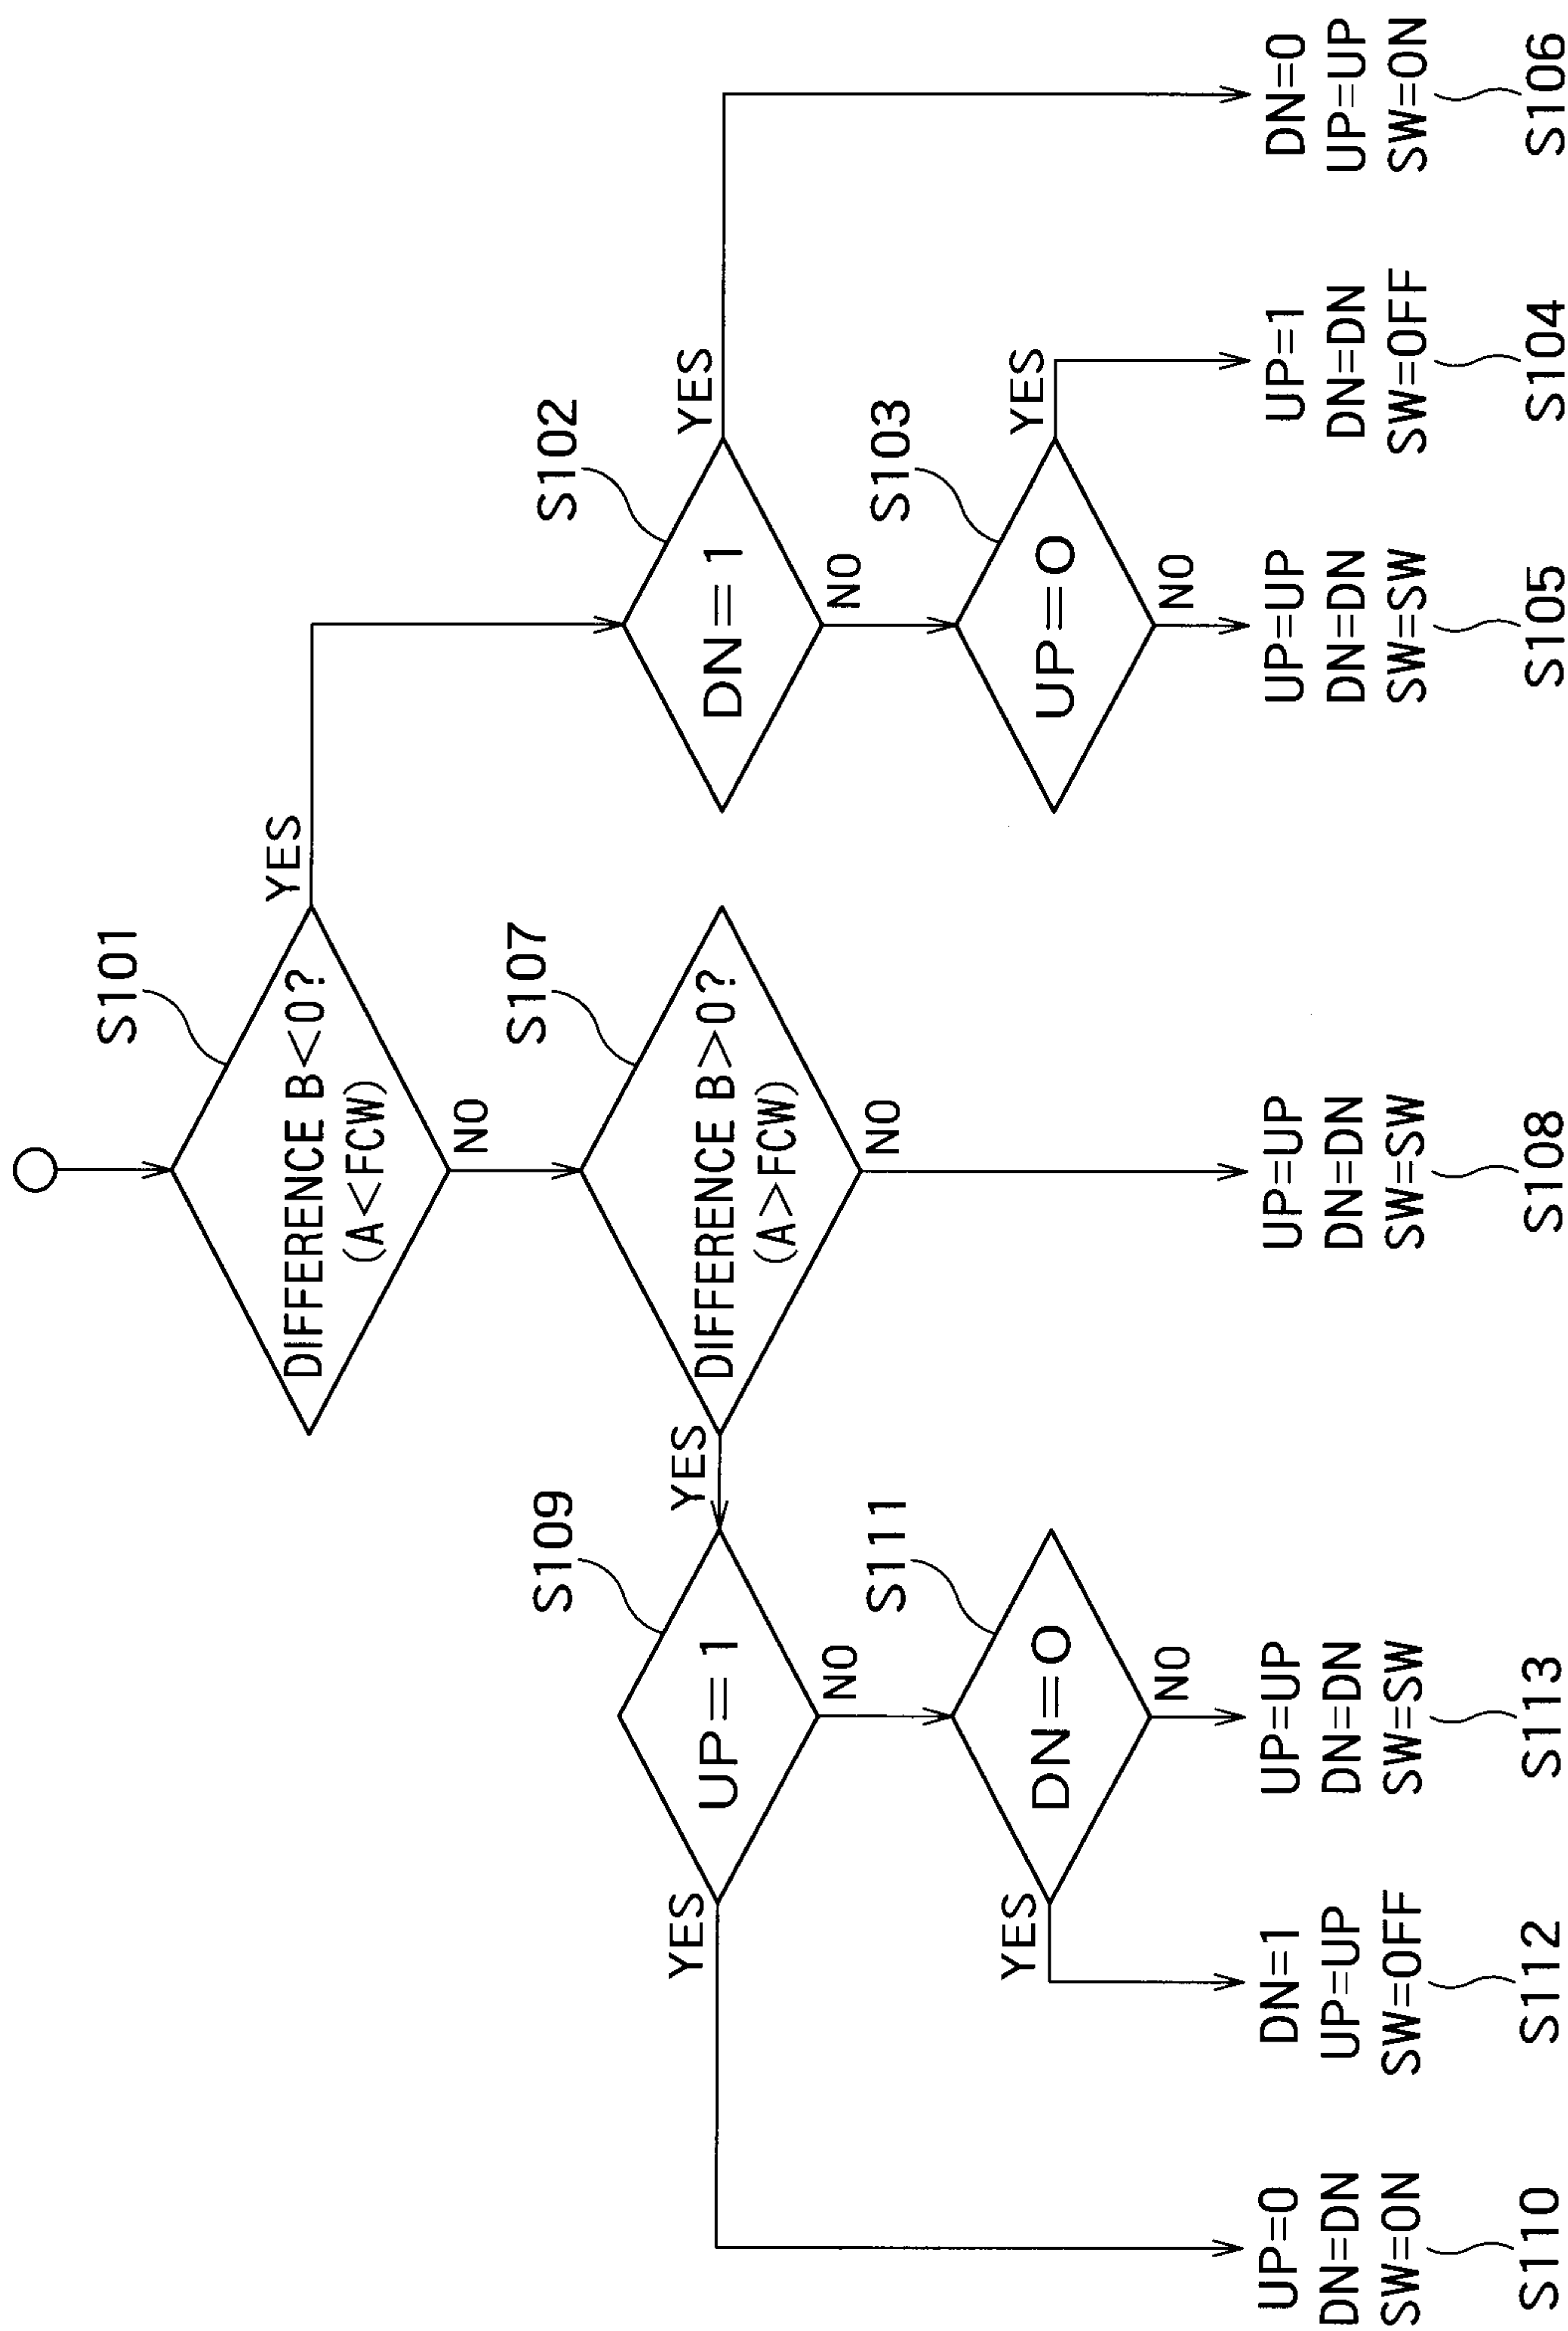 S101
DIFFERENCE B<0?
(A<FCW)
YES
NO
S107
DIFFERENCE B>0?
(A>FCW)
YES
NO
S109
UP=1
YES
NO
S102
DN=1
YES
NO
S111
DN=0
YES
NO
S103
UP=0
YES
NO
UP=0
DN=DN
SW=ON
S110
DN=1
UP=UP
SW=OFF
S112
UP=UP
DN=DN
SW=SW
S113
UP=UP
DN=DN
SW=SW
S108
UP=UP
DN=DN
SW=SW
S105
UP=1
DN=DN
SW=OFF
S104
DN=0
UP=UP
SW=ON
S106